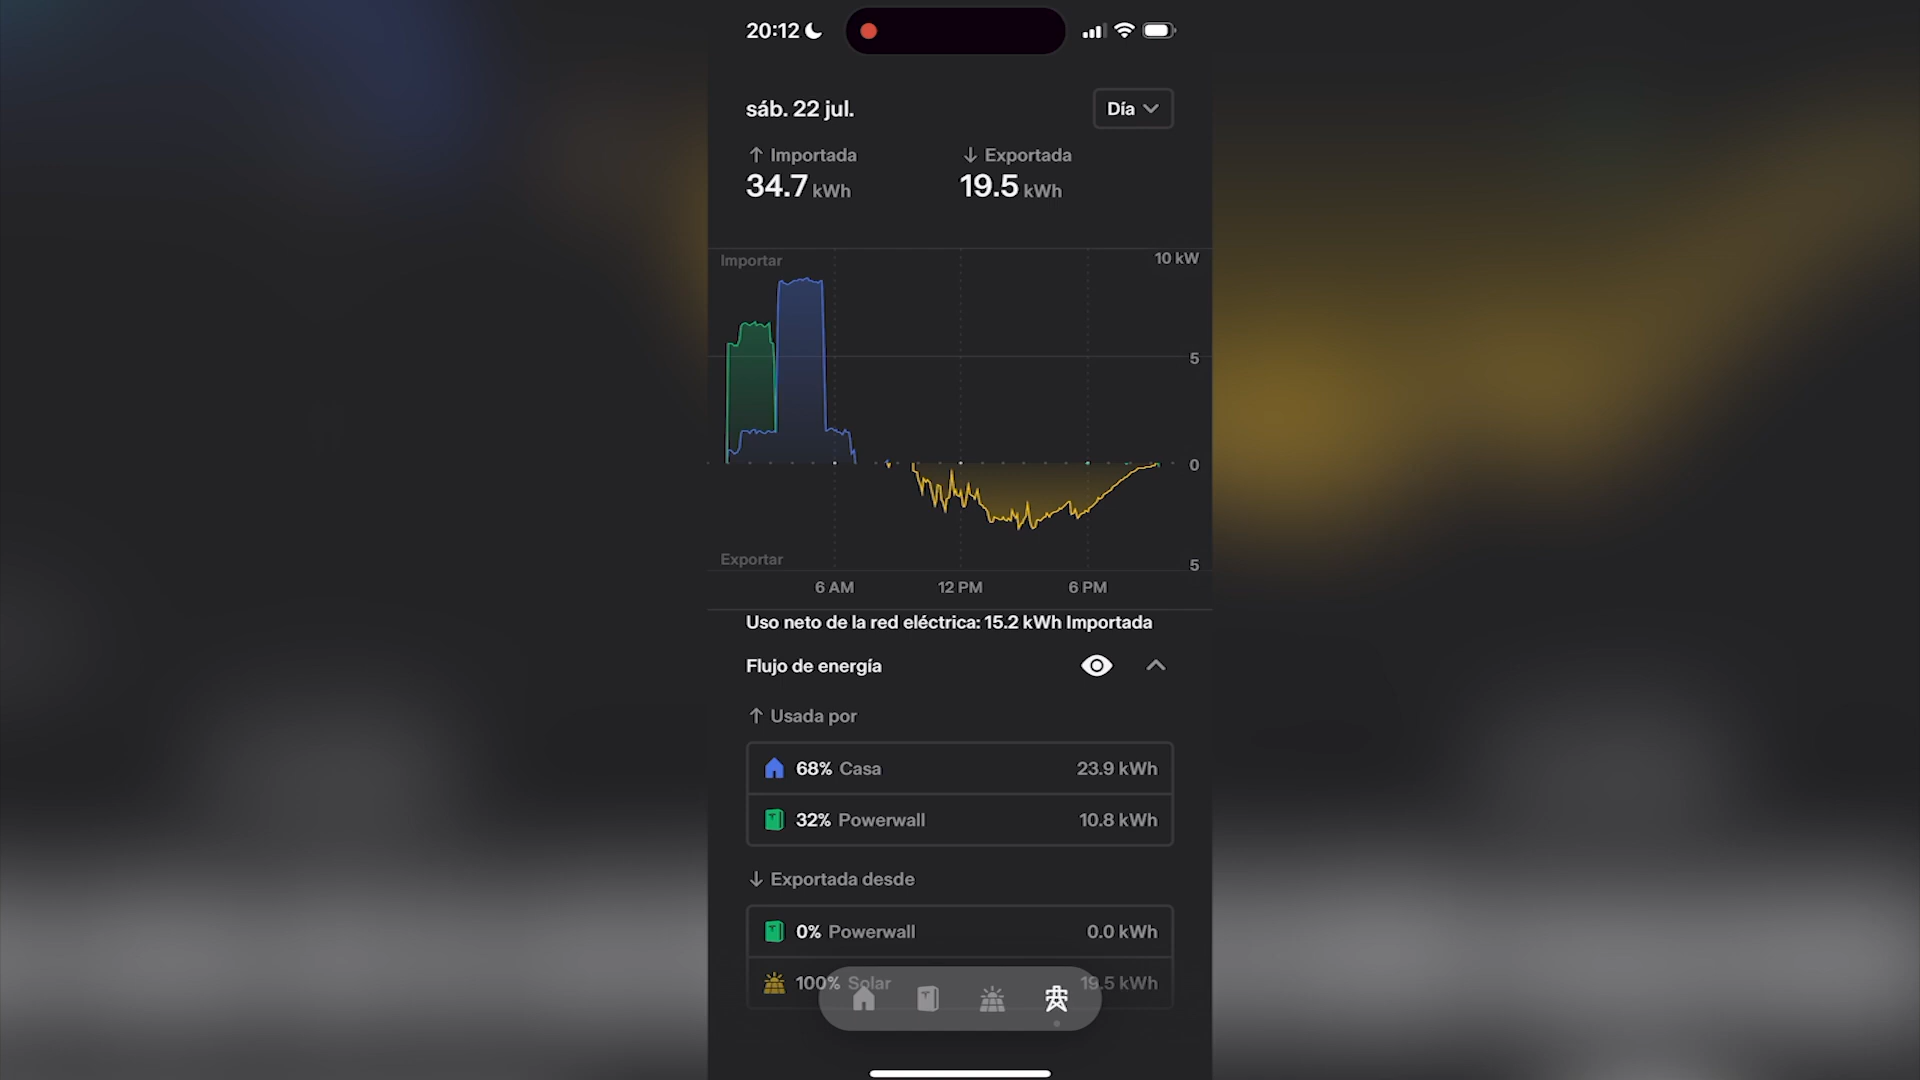 20:12
sáb. 22 jul.
Día
↑ Importada
↓ Exportada
34.7 kWh
19.5 kWh
Importar
10 kW
5
0
Exportar
5
6 AM
12 PM
6 PM
Uso neto de la red eléctrica: 15.2 kWh Importada
Flujo de energía
↑ Usada por
68% Casa
23.9 kWh
32% Powerwall
10.8 kWh
↓ Exportada desde
0% Powerwall
0.0 kWh
100% Solar
19.5 kWh